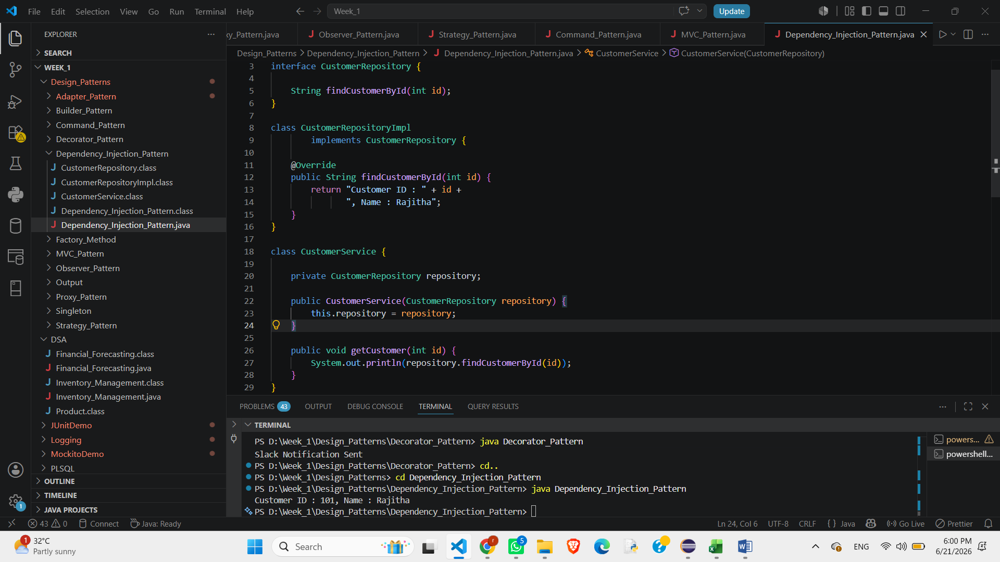 File Edit Selection View Go Run Terminal Help
Week_1
Update
EXPLORER
SEARCH
WEEK_1
Design_Patterns
Adapter_Pattern
Builder_Pattern
Command_Pattern
Decorator_Pattern
Dependency_Injection_Pattern
CustomerRepository.class
CustomerRepositoryImpl.class
CustomerService.class
Dependency_Injection_Pattern.class
Dependency_Injection_Pattern.java
Factory_Method
MVC_Pattern
Observer_Pattern
Output
Proxy_Pattern
Singleton
Strategy_Pattern
DSA
Financial_Forecasting.class
Financial_Forecasting.java
Inventory_Management.class
Inventory_Management.java
Product.class
JUnitDemo
Logging
MockitoDemo
PLSQL
OUTLINE
TIMELINE
JAVA PROJECTS
1
xy_Pattern.java Observer_Pattern.java Strategy_Pattern.java Command_Pattern.java MVC_Pattern.java Dependency_Injection_Pattern.java
Design_Patterns > Dependency_Injection_Pattern > Dependency_Injection_Pattern.java > CustomerService > CustomerService(CustomerRepository)
3 interface CustomerRepository {
4
5 String findCustomerById(int id);
6 }
7
8 class CustomerRepositoryImpl
9 implements CustomerRepository {
10
11 @Override
12 public String findCustomerById(int id) {
13 return "Customer ID : " + id +
14 ", Name : Rajitha";
15 }
16 }
17
18 class CustomerService {
19
20 private CustomerRepository repository;
21
22 public CustomerService(CustomerRepository repository) {
23 this.repository = repository;
24 }
25
26 public void getCustomer(int id) {
27 System.out.println(repository.findCustomerById(id));
28 }
29 }
PROBLEMS 43 OUTPUT DEBUG CONSOLE TERMINAL QUERY RESULTS
TERMINAL
PS D:\Week_1\Design_Patterns\Decorator_Pattern> java Decorator_Pattern
Slack Notification Sent
PS D:\Week_1\Design_Patterns\Decorator_Pattern> cd..
PS D:\Week_1\Design_Patterns> cd Dependency_Injection_Pattern
PS D:\Week_1\Design_Patterns\Dependency_Injection_Pattern> java Dependency_Injection_Pattern
Customer ID : 101, Name : Rajitha
PS D:\Week_1\Design_Patterns\Dependency_Injection_Pattern>
powers...
powershell...
43 0 Connect Java: Ready Ln 24, Col 6 UTF-8 CRLF { } Java Go Live Prettier
1
32°C
Partly sunny
Search
r
5
ENG
6:00 PM
6/21/2026